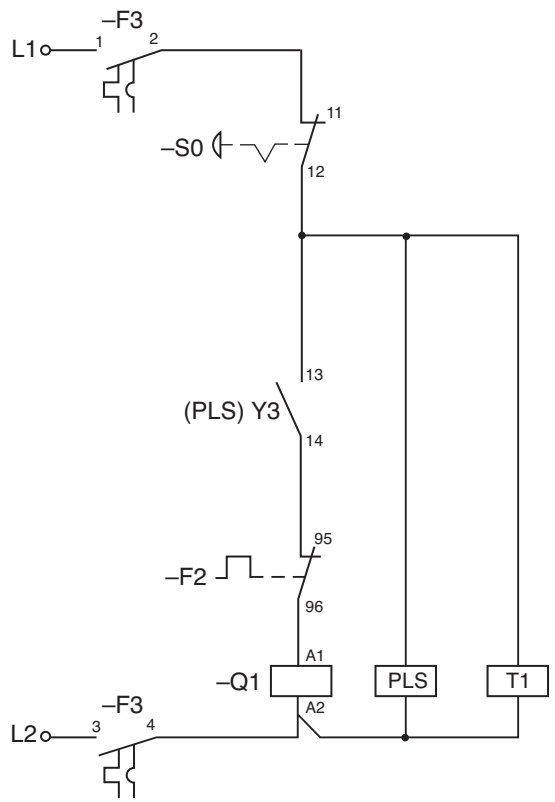 –F3
L1 1 2
11
–S0
12
13
(PLS) Y3
14
95
–F2
96
A1
–Q1 PLS T1
A2
–F3
L2 3 4